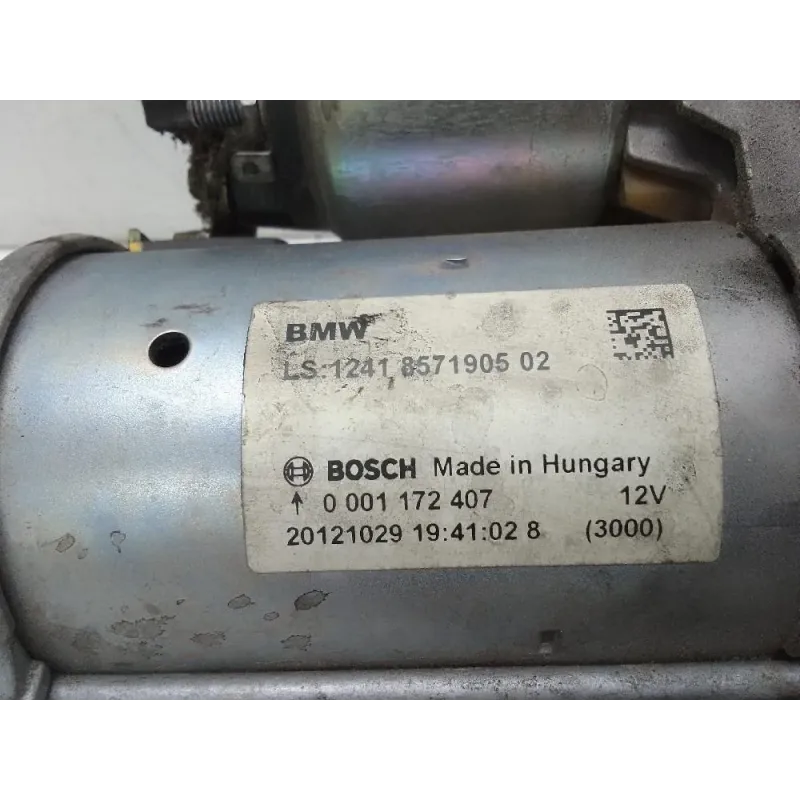 BMW
LS:1241 8571905 02
BOSCH Made in Hungary
0 001 172 407 12V
20121029 19:41:02 8 (3000)